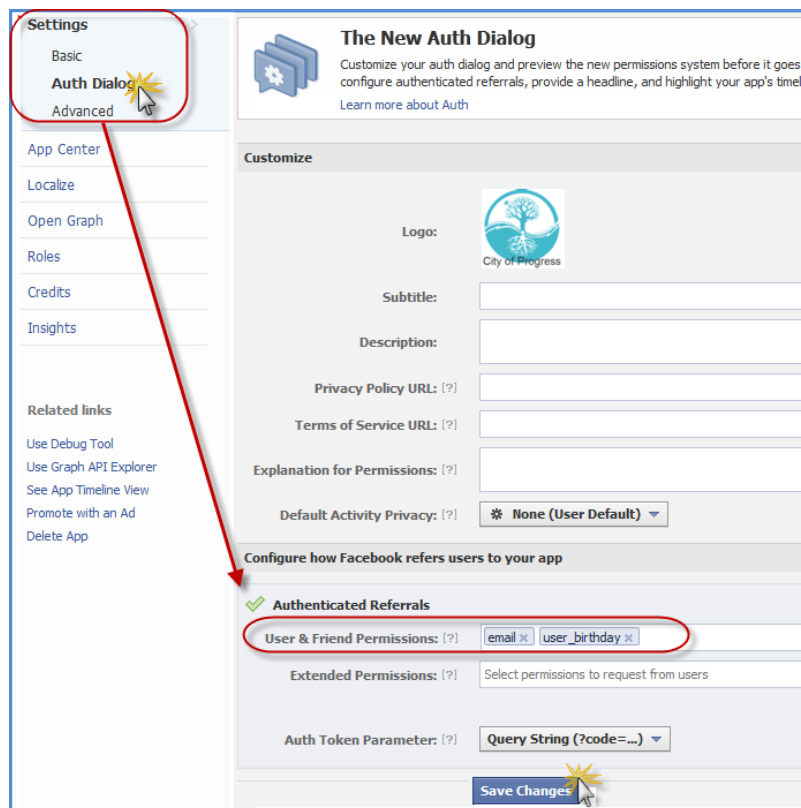 Settings
Basic
Auth Dialog
Advanced
App Center
Localize
Open Graph
Roles
Credits
Insights
Related links
Use Debug Tool
Use Graph API Explorer
See App Timeline View
Promote with an Ad
Delete App
The New Auth Dialog
Customize your auth dialog and preview the new permissions system before it goes
configure authenticated referrals, provide a headline, and highlight your app's timel
Learn more about Auth
Customize
Logo:
City of Progress
Subtitle:
Description:
Privacy Policy URL: [?]
Terms of Service URL: [?]
Explanation for Permissions: [?]
Default Activity Privacy: [?] None (User Default)
Configure how Facebook refers users to your app
Authenticated Referrals
User & Friend Permissions: [?] email × user_birthday ×
Extended Permissions: [?] Select permissions to request from users
Auth Token Parameter: [?] Query String (?code=...)
Save Changes